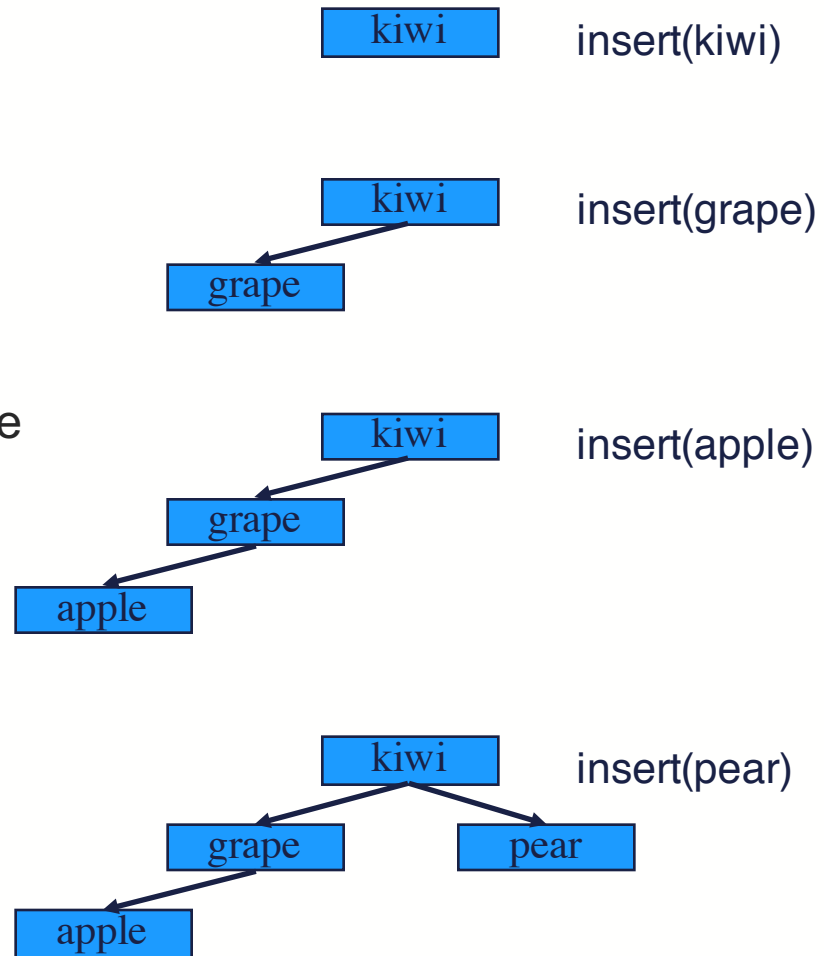 kiwi insert(kiwi)
kiwi insert(grape)
grape
e
kiwi insert(apple)
grape
apple
kiwi insert(pear)
grape pear
apple